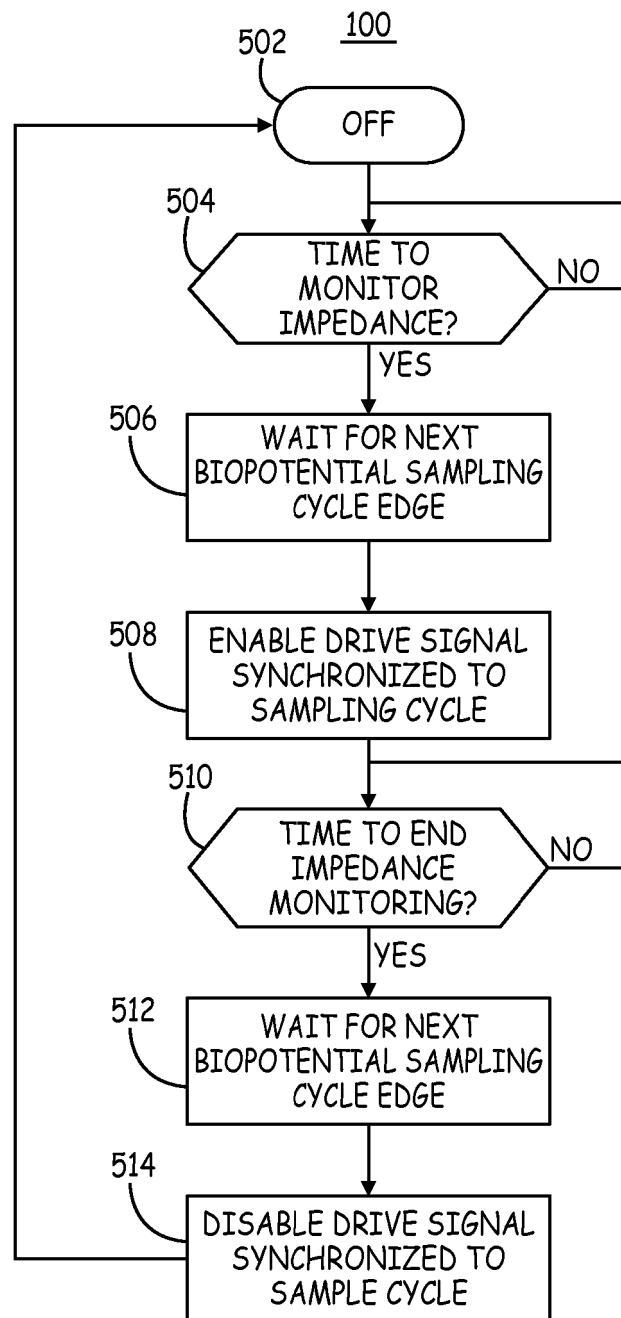 100
502
OFF
504
TIME TO
MONITOR
IMPEDANCE?
NO
YES
506
WAIT FOR NEXT
BIOPOTENTIAL SAMPLING
CYCLE EDGE
508
ENABLE DRIVE SIGNAL
SYNCHRONIZED TO
SAMPLING CYCLE
510
TIME TO END
IMPEDANCE
MONITORING?
NO
YES
512
WAIT FOR NEXT
BIOPOTENTIAL SAMPLING
CYCLE EDGE
514
DISABLE DRIVE SIGNAL
SYNCHRONIZED TO
SAMPLE CYCLE